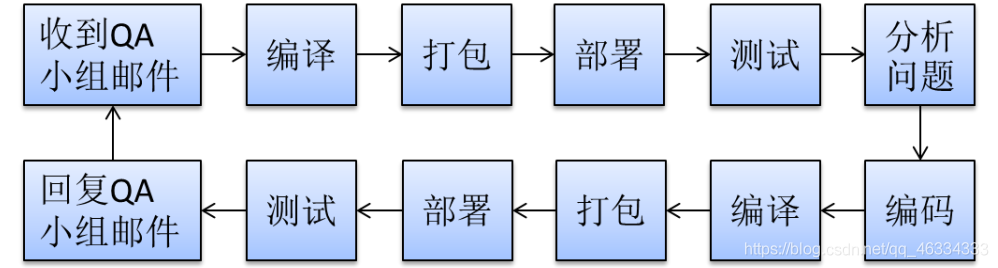 收到QA
小组邮件
编译
打包
部署
测试
分析
问题
回复QA
小组邮件
测试
部署
打包
编译
编码
https://blog.csdn.net/qq_46334333